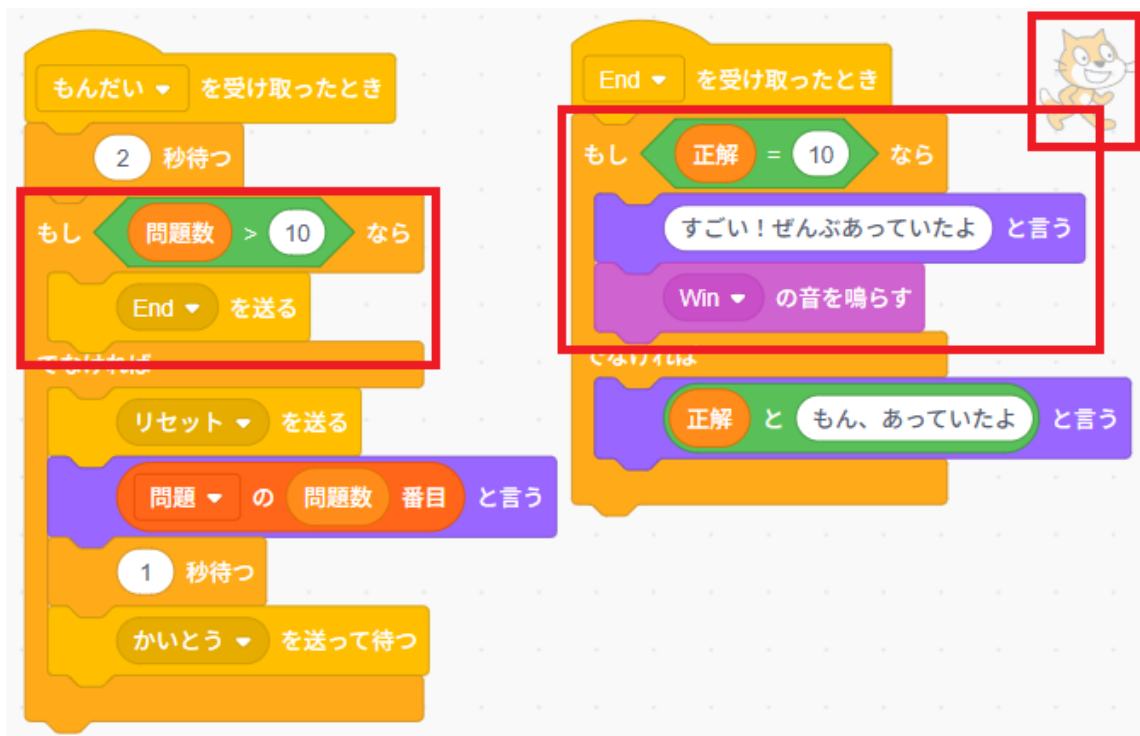 もんだい を受け取ったとき
2 秒待つ
もし 問題数 > 10 なら
End を送る
でなければ
リセット を送る
問題 の 問題数 番目 と言う
1 秒待つ
かいとう を送って待つ
End を受け取ったとき
もし 正解 = 10 なら
すごい！ぜんぶあっていたよ と言う
Win の音を鳴らす
でなければ
正解 と もん、あっていたよ と言う